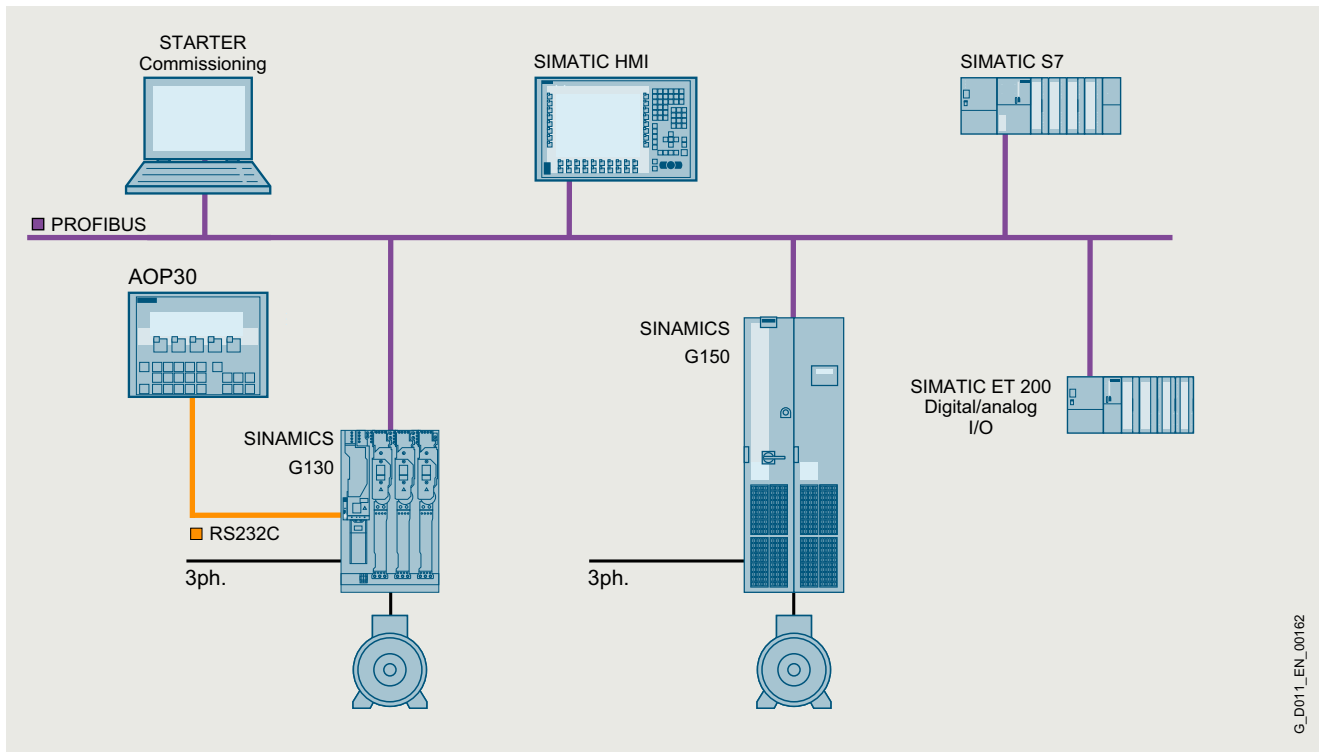 STARTER
Commissioning
SIMATIC HMI
SIMATIC S7
PROFIBUS
AOP30
SINAMICS
G150
SIMATIC ET 200
Digital/analog
I/O
SINAMICS
G130
RS232C
3ph.
3ph.
G_D011_EN_00162